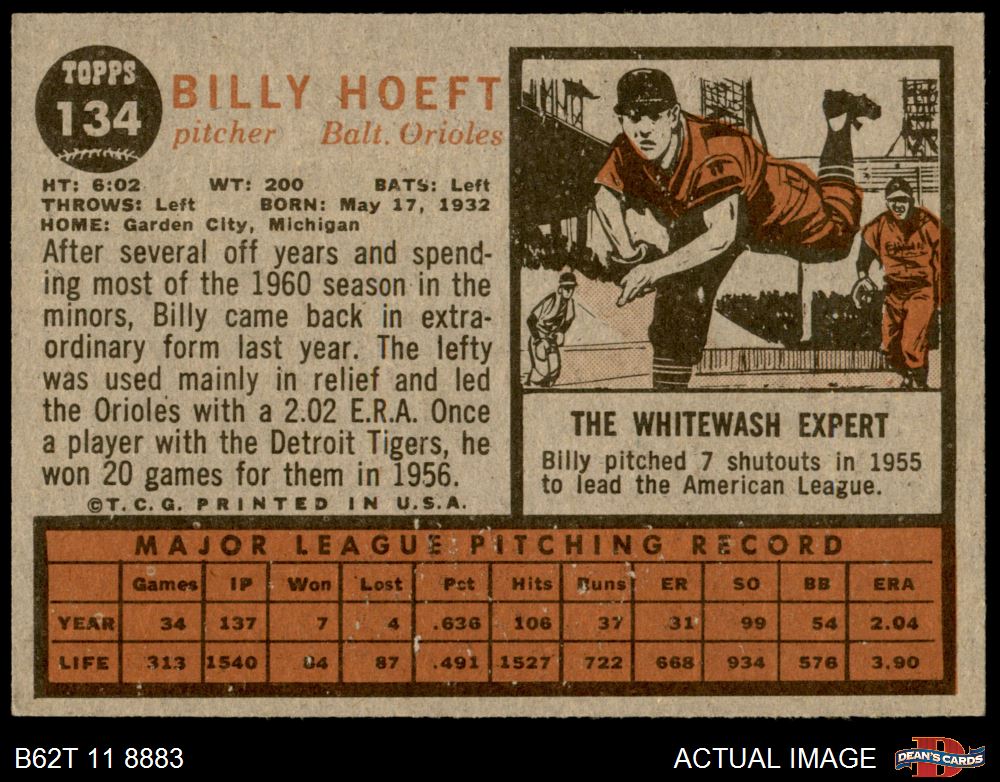 TOPPS
134
BILLY HOEFT
pitcher Balt. Orioles
HT: 6:02 WT: 200 BATS: Left
THROWS: Left BORN: May 17, 1932
HOME: Garden City, Michigan
After several off years and spend-
ing most of the 1960 season in the
minors, Billy came back in extra-
ordinary form last year. The lefty
was used mainly in relief and led
the Orioles with a 2.02 E.R.A. Once
a player with the Detroit Tigers, he
won 20 games for them in 1956.
©T.C.G. PRINTED IN U.S.A.
THE WHITEWASH EXPERT
Billy pitched 7 shutouts in 1955
to lead the American League.
MAJOR LEAGUE PITCHING RECORD
Games IP Won Lost Pct Hits Runs ER SO BB ERA
YEAR 34 137 7 4 .636 106 37 31 99 54 2.04
LIFE 313 1540 84 87 .491 1527 722 668 934 576 3.90
B62T 11 8883
ACTUAL IMAGE
D
DEAN'S CARDS